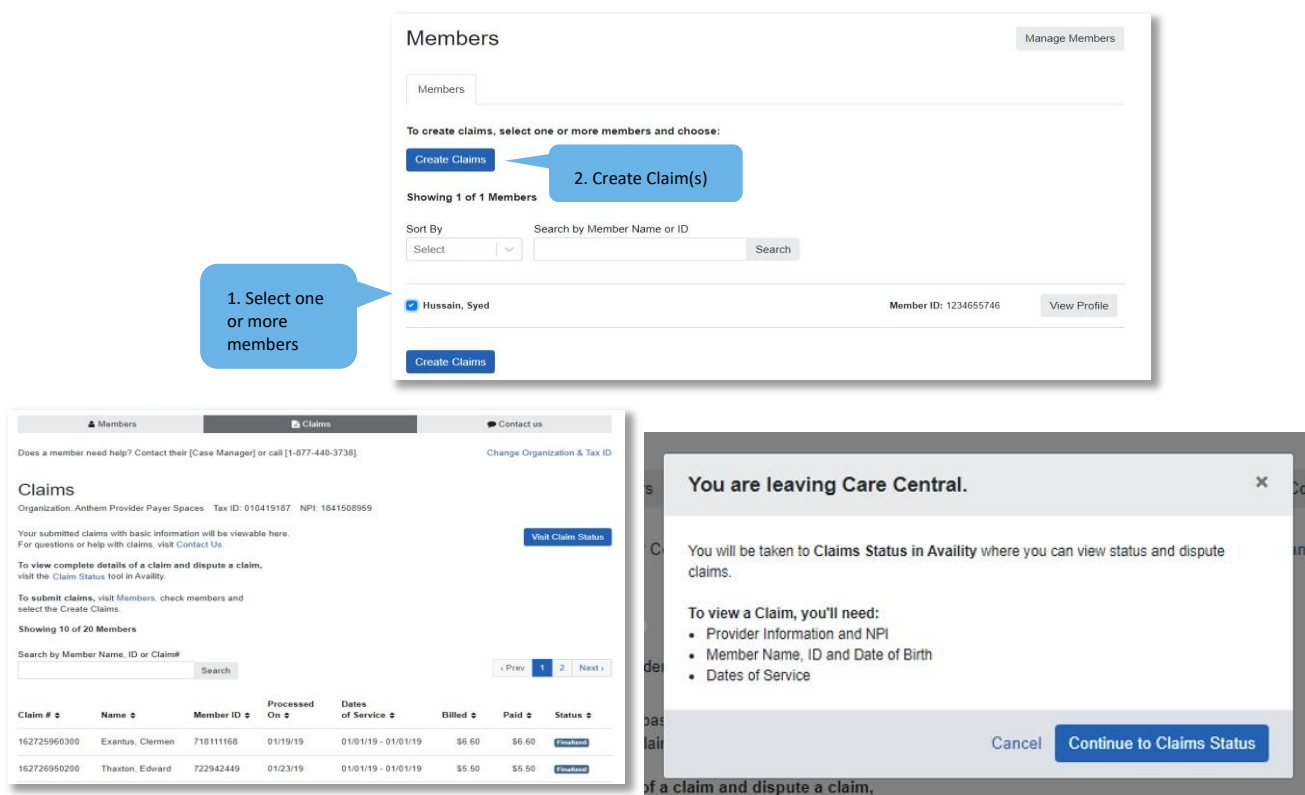 Members
Manage Members
Members
To create claims, select one or more members and choose:
Create Claims
2. Create Claim(s)
Showing 1 of 1 Members
Sort By
Search by Member Name or ID
Select
Search
1. Select one
or more
members
Hussain, Syed
Member ID: 1234655746
View Profile
Create Claims
Members
Claims
Contact us
Does a member need help? Contact their [Case Manager] or call [1-877-440-3738].
Change Organization & Tax ID
Claims
Organization: Anthem Provider Payer Spaces Tax ID: 010419187 NPI: 1841508959
Your submitted claims with basic information will be viewable here.
For questions or help with claims, visit Contact Us.
Visit Claim Status
To view complete details of a claim and dispute a claim,
visit the Claim Status tool in Availity.
To submit claims, visit Members, check members and
select the Create Claims.
Showing 10 of 20 Members
Search by Member Name, ID or Claim#
Search
‹ Prev 1 2 Next ›
Claim # Name Member ID Processed On Dates of Service Billed Paid Status
162725960300 Exantus, Clermen 718111168 01/19/19 01/01/19 - 01/01/19 $6.60 $6.60 Finalized
162726950200 Thaxton, Edward 722942449 01/23/19 01/01/19 - 01/01/19 $5.50 $5.50 Finalized
You are leaving Care Central.
×
You will be taken to Claims Status in Availity where you can view status and dispute
claims.
To view a Claim, you'll need:
• Provider Information and NPI
• Member Name, ID and Date of Birth
• Dates of Service
Cancel
Continue to Claims Status
of a claim and dispute a claim,